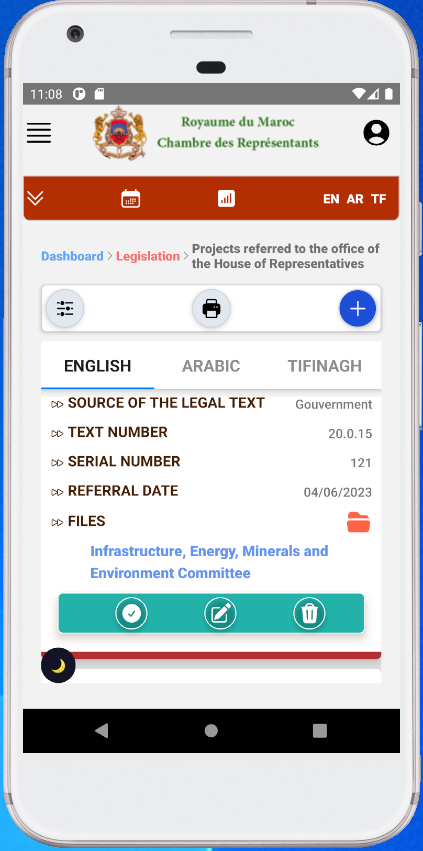 11:08
Royaume du Maroc
Chambre des Représentants
EN AR TF
Dashboard > Legislation > Projects referred to the office of
the House of Representatives
ENGLISH ARABIC TIFINAGH
SOURCE OF THE LEGAL TEXT Gouvernment
TEXT NUMBER 20.0.15
SERIAL NUMBER 121
REFERRAL DATE 04/06/2023
FILES
Infrastructure, Energy, Minerals and
Environment Committee